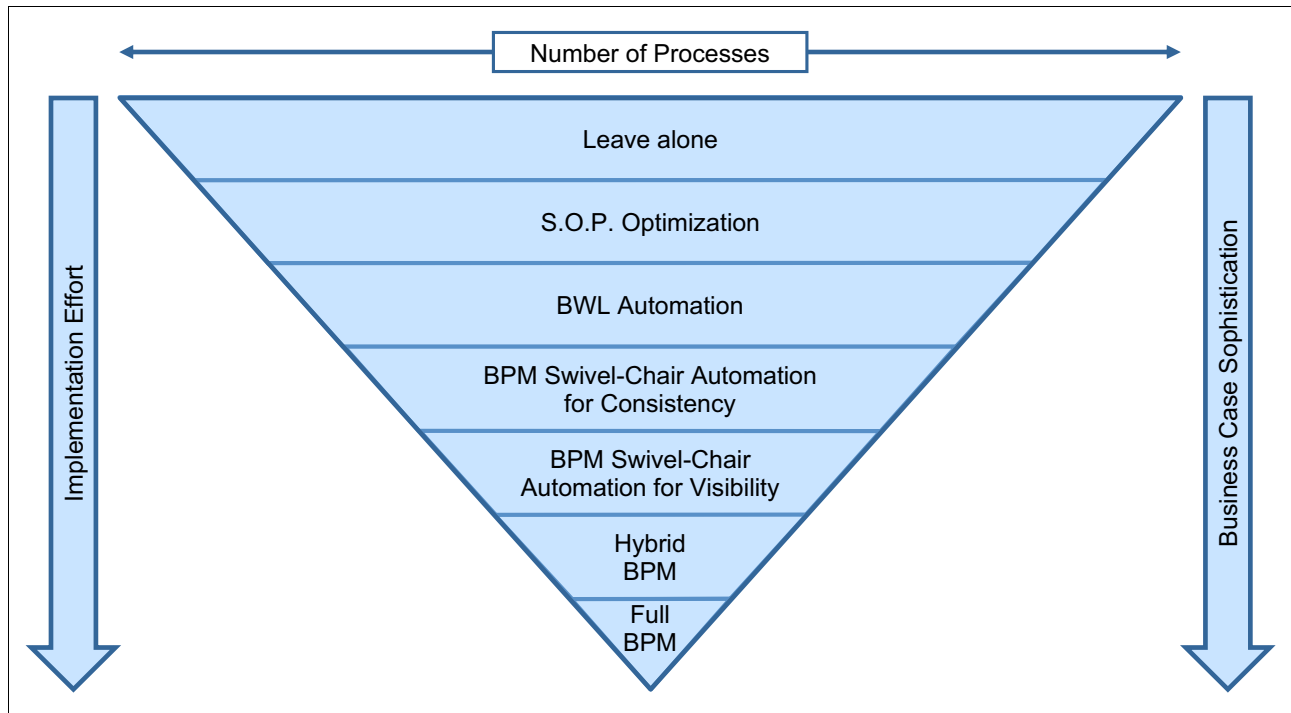 Number of Processes
Leave alone
S.O.P. Optimization
BWL Automation
BPM Swivel-Chair Automation
for Consistency
BPM Swivel-Chair
Automation for Visibility
Hybrid
BPM
Full
BPM
Implementation Effort
Business Case Sophistication